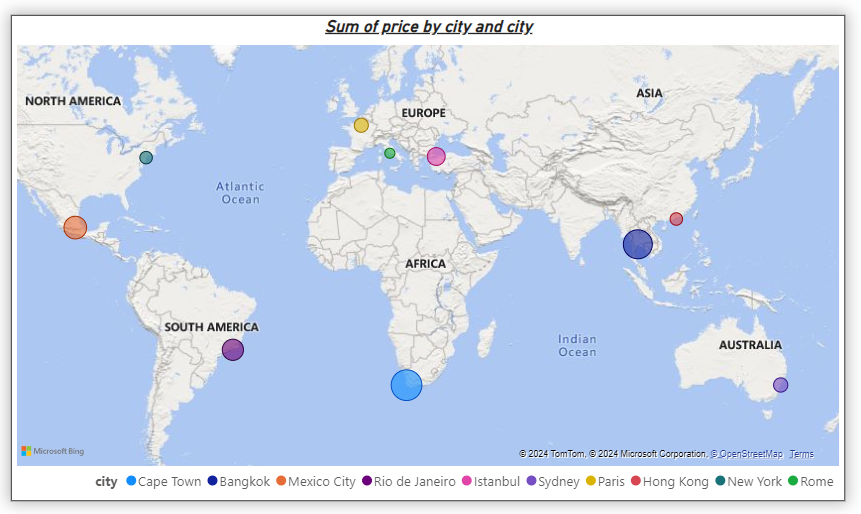 Sum of price by city and city
NORTH AMERICA
EUROPE
ASIA
Atlantic
Ocean
AFRICA
SOUTH AMERICA
Indian
Ocean
AUSTRALIA
Microsoft Bing
© 2024 TomTom, © 2024 Microsoft Corporation, © OpenStreetMap Terms
city Cape Town Bangkok Mexico City Rio de Janeiro Istanbul Sydney Paris Hong Kong New York Rome